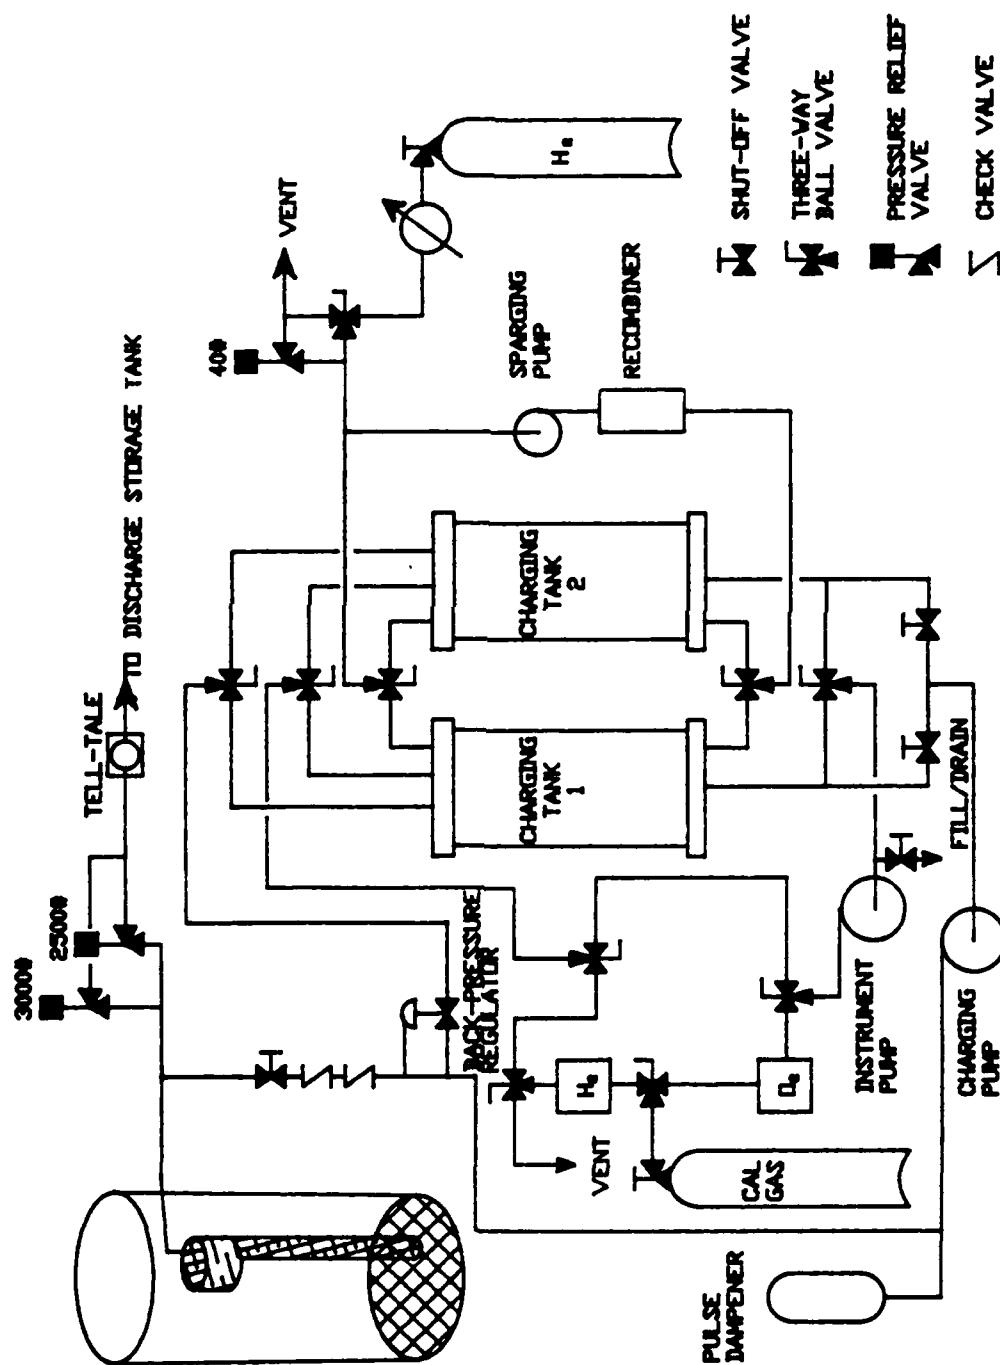 3000#
2500#
TELL-TALE
TO DISCHARGE STORAGE TANK
40#
VENT
H₂
SHUT-OFF VALVE
THREE-WAY
BALL VALVE
PRESSURE RELIEF
VALVE
CHECK VALVE
SPARGING
PUMP
RECOMBINER
CHARGING
TANK
1
CHARGING
TANK
2
BACK-PRESSURE
REGULATOR
H₂
O₂
VENT
CAL
GAS
INSTRUMENT
PUMP
FILL/DRAIN
CHARGING
PUMP
PULSE
DAMPENER